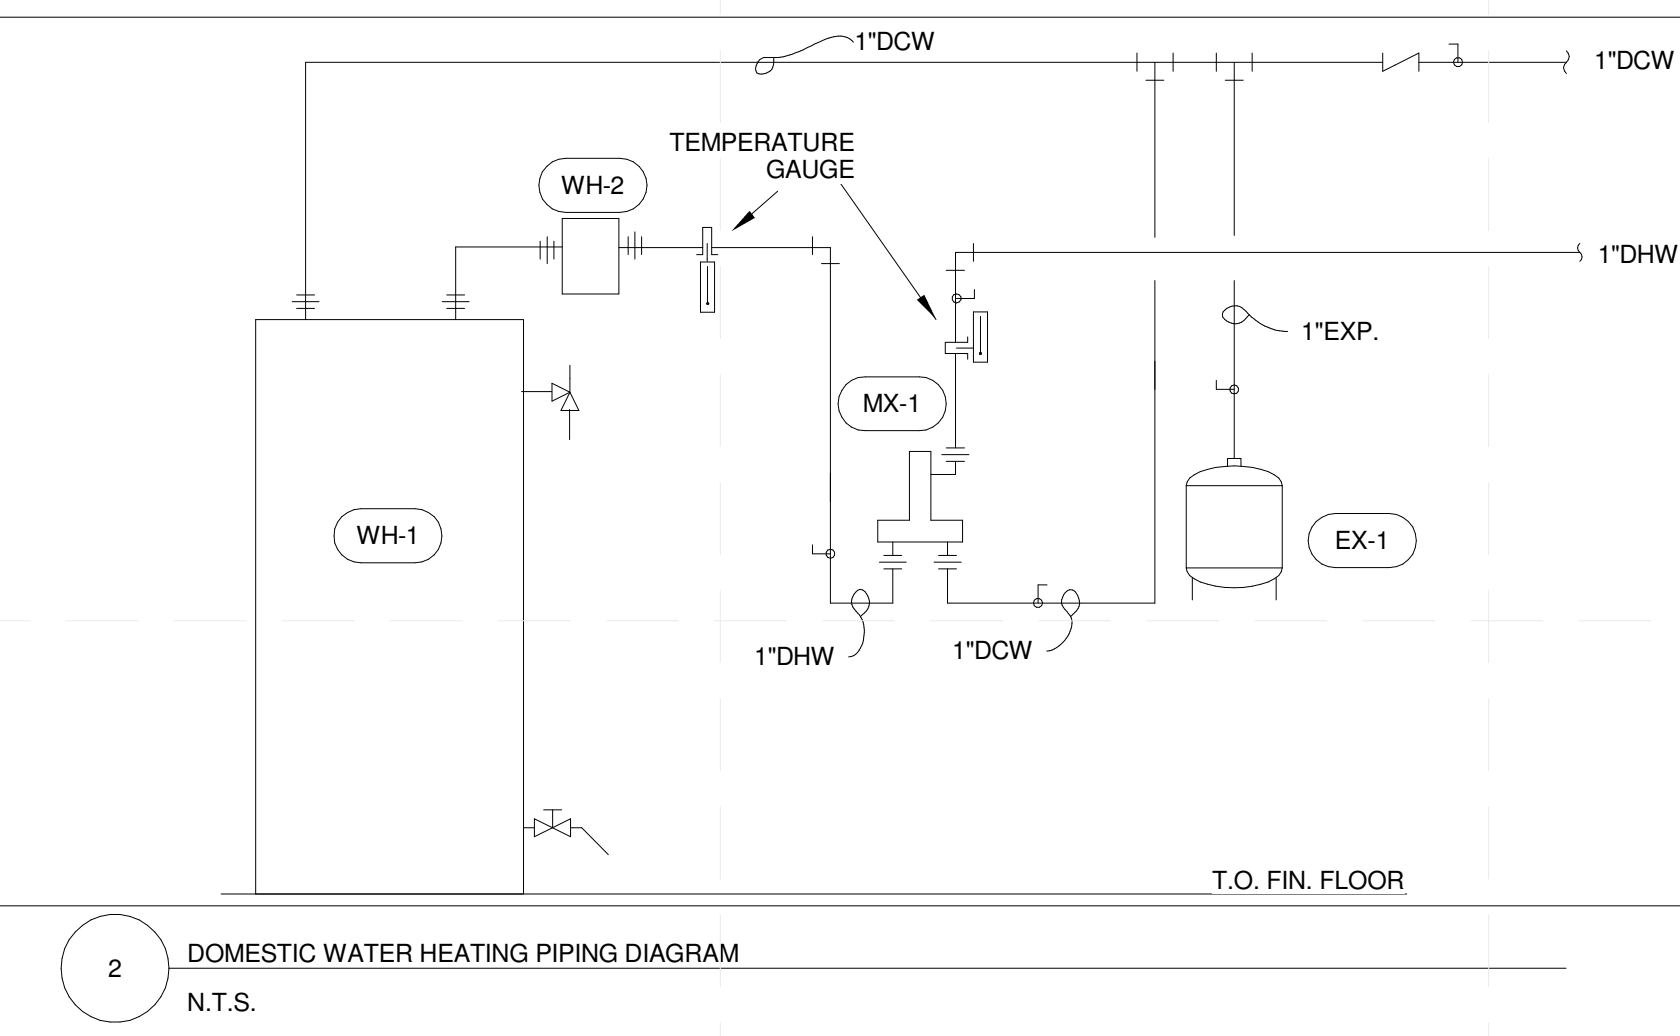 1"DCW
1"DCW
TEMPERATURE
GAUGE
WH-2
1"DHW
1"EXP.
MX-1
WH-1
EX-1
1"DHW
1"DCW
T.O. FIN. FLOOR
2
DOMESTIC WATER HEATING PIPING DIAGRAM
N.T.S.